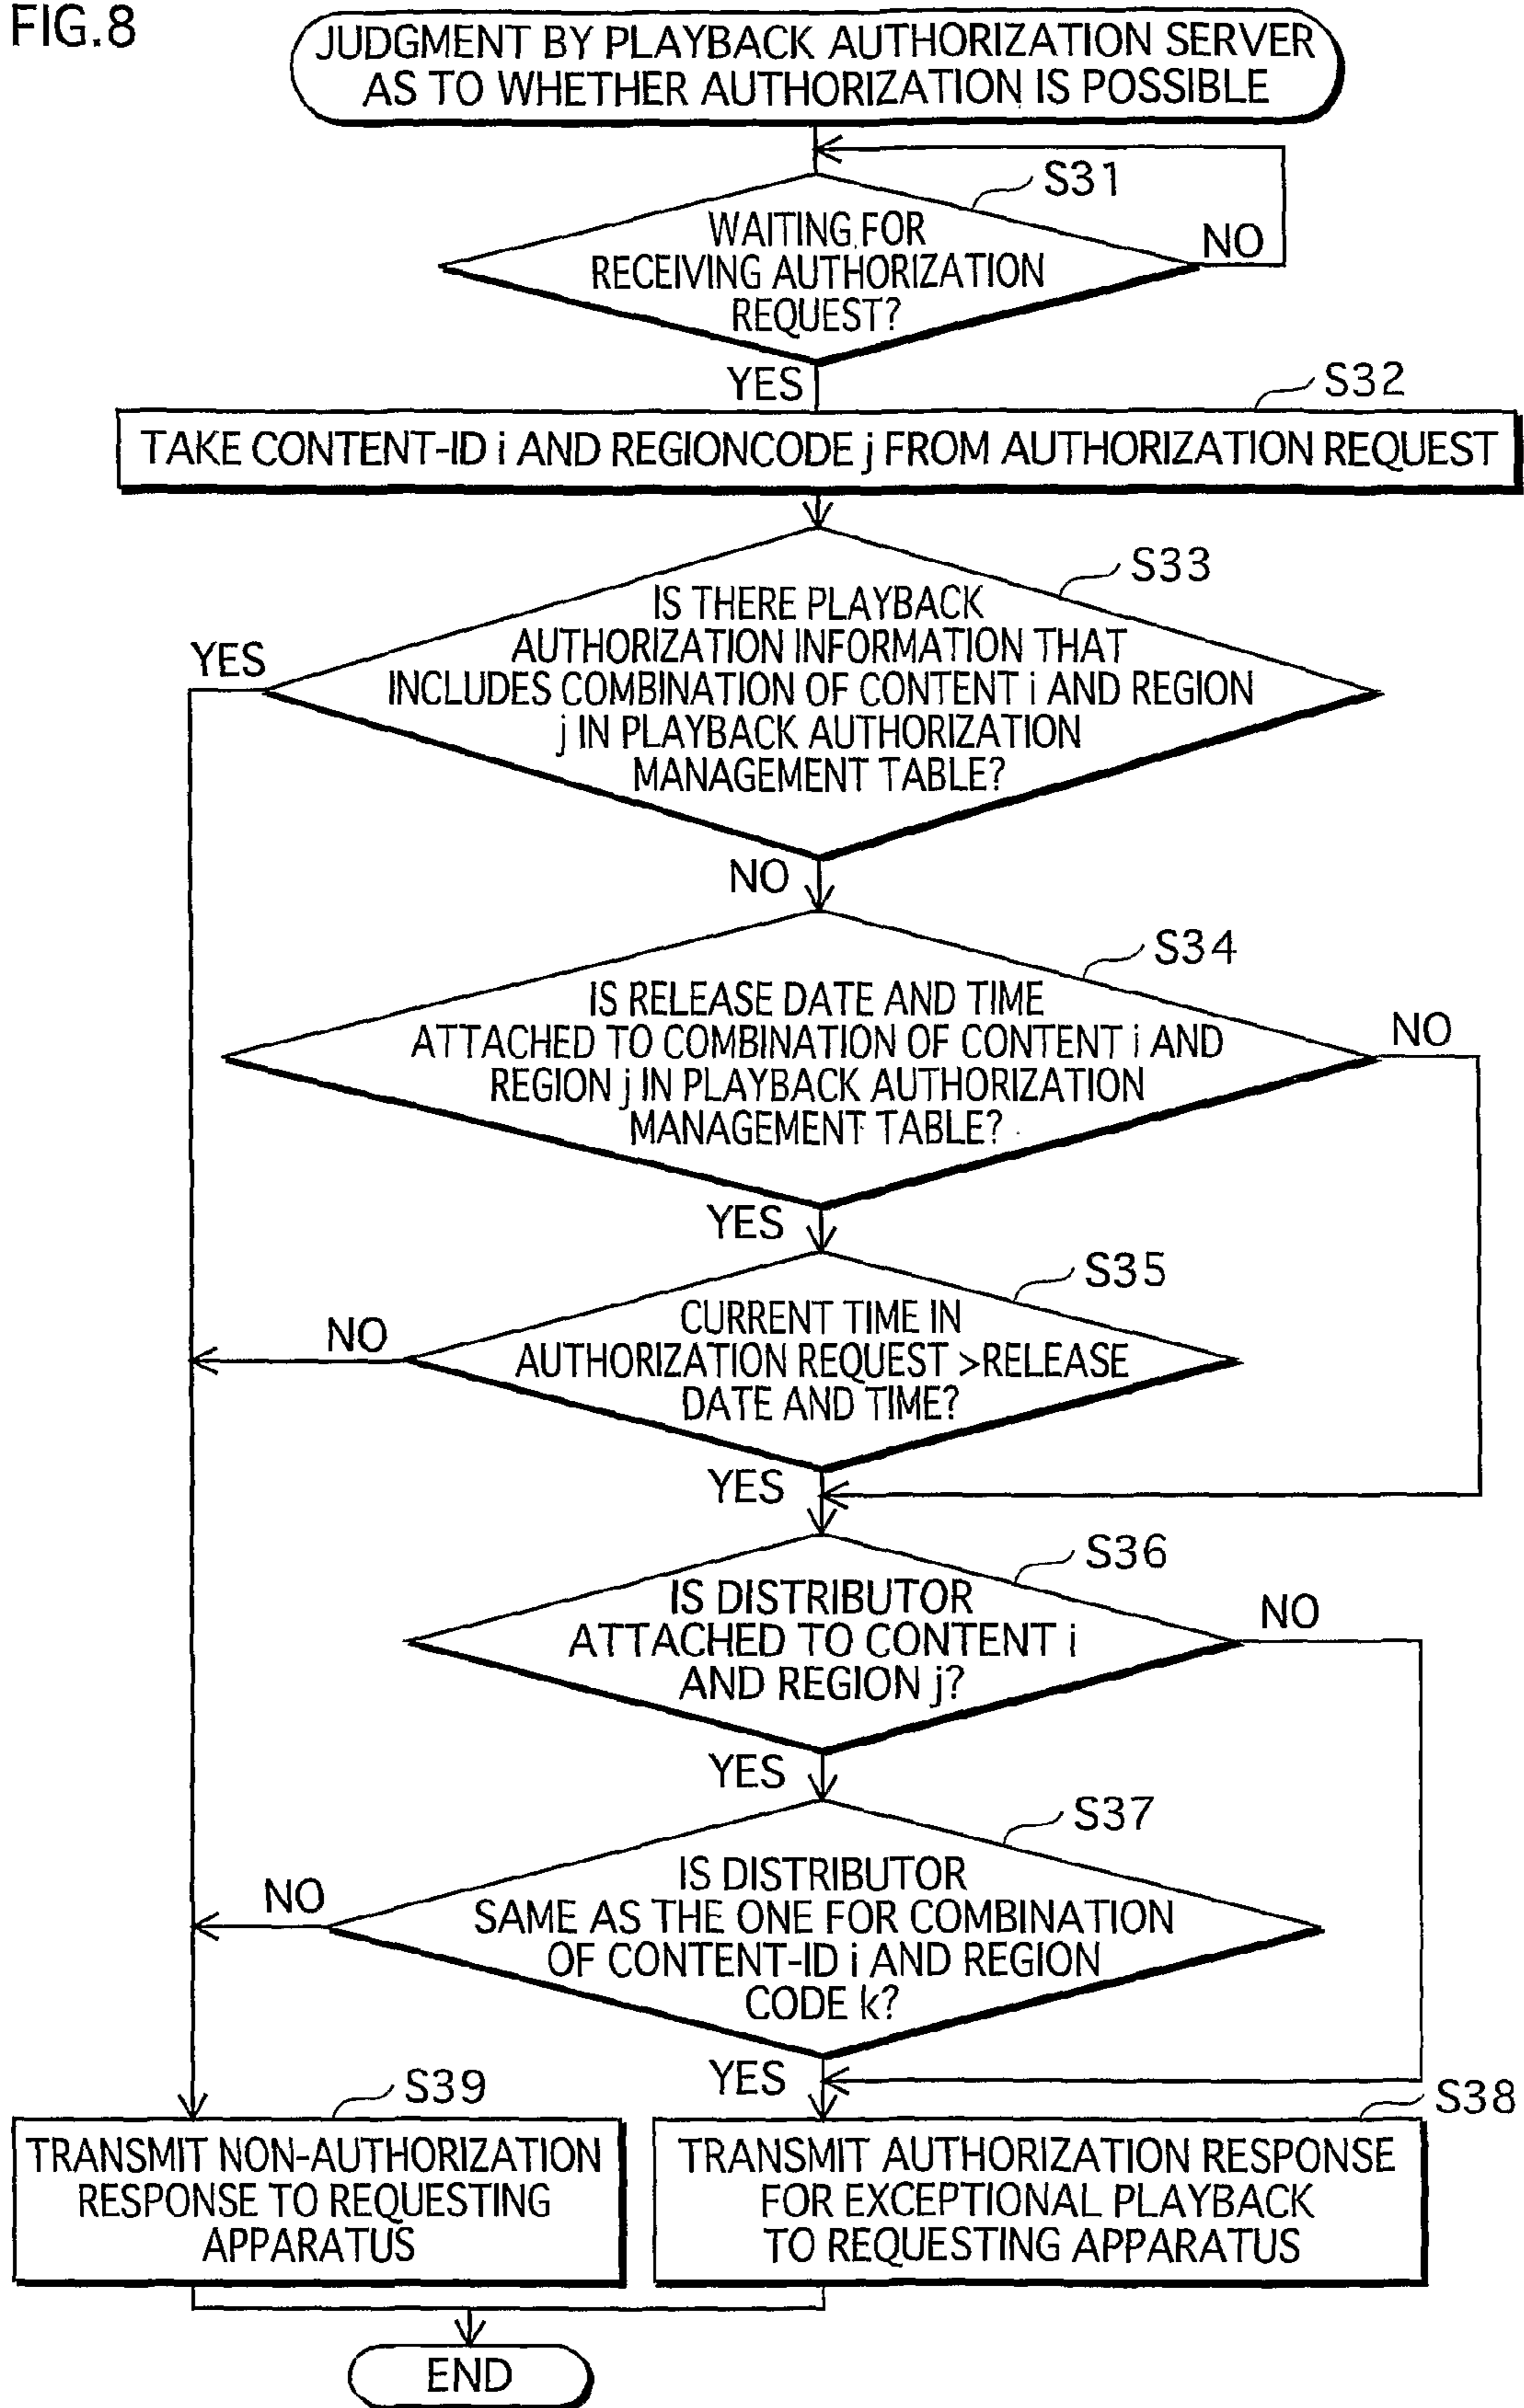 FIG.8
JUDGMENT BY PLAYBACK AUTHORIZATION SERVER
AS TO WHETHER AUTHORIZATION IS POSSIBLE
S31
WAITING FOR
RECEIVING AUTHORIZATION
REQUEST?
NO
YES
S32
TAKE CONTENT-ID i AND REGIONCODE j FROM AUTHORIZATION REQUEST
S33
IS THERE PLAYBACK
AUTHORIZATION INFORMATION THAT
INCLUDES COMBINATION OF CONTENT i AND REGION
j IN PLAYBACK AUTHORIZATION
MANAGEMENT TABLE?
YES
NO
S34
IS RELEASE DATE AND TIME
ATTACHED TO COMBINATION OF CONTENT i AND
REGION j IN PLAYBACK AUTHORIZATION
MANAGEMENT TABLE?
NO
YES
S35
CURRENT TIME IN
AUTHORIZATION REQUEST >RELEASE
DATE AND TIME?
NO
YES
S36
IS DISTRIBUTOR
ATTACHED TO CONTENT i
AND REGION j?
NO
YES
S37
IS DISTRIBUTOR
SAME AS THE ONE FOR COMBINATION
OF CONTENT-ID i AND REGION
CODE k?
NO
YES
S39
TRANSMIT NON-AUTHORIZATION
RESPONSE TO REQUESTING
APPARATUS
S38
TRANSMIT AUTHORIZATION RESPONSE
FOR EXCEPTIONAL PLAYBACK
TO REQUESTING APPARATUS
END